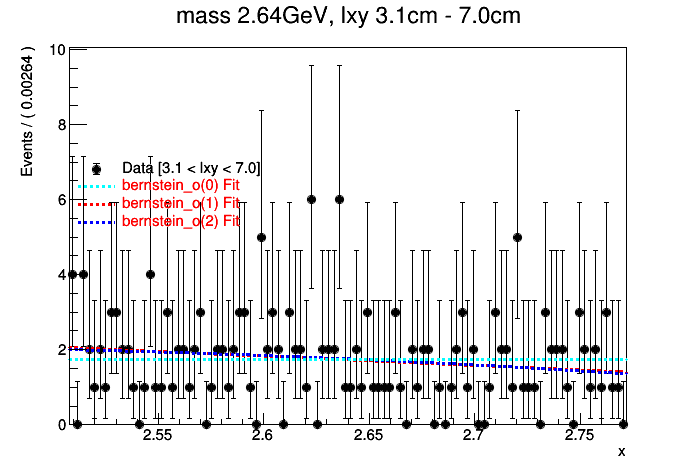 mass 2.64GeV, lxy 3.1cm - 7.0cm
Events / ( 0.00264 )
10
8
6
4
2
0
Data [3.1 < lxy < 7.0]
bernstein_o(0) Fit
bernstein_o(1) Fit
bernstein_o(2) Fit
2.55 2.6 2.65 2.7 2.75
x